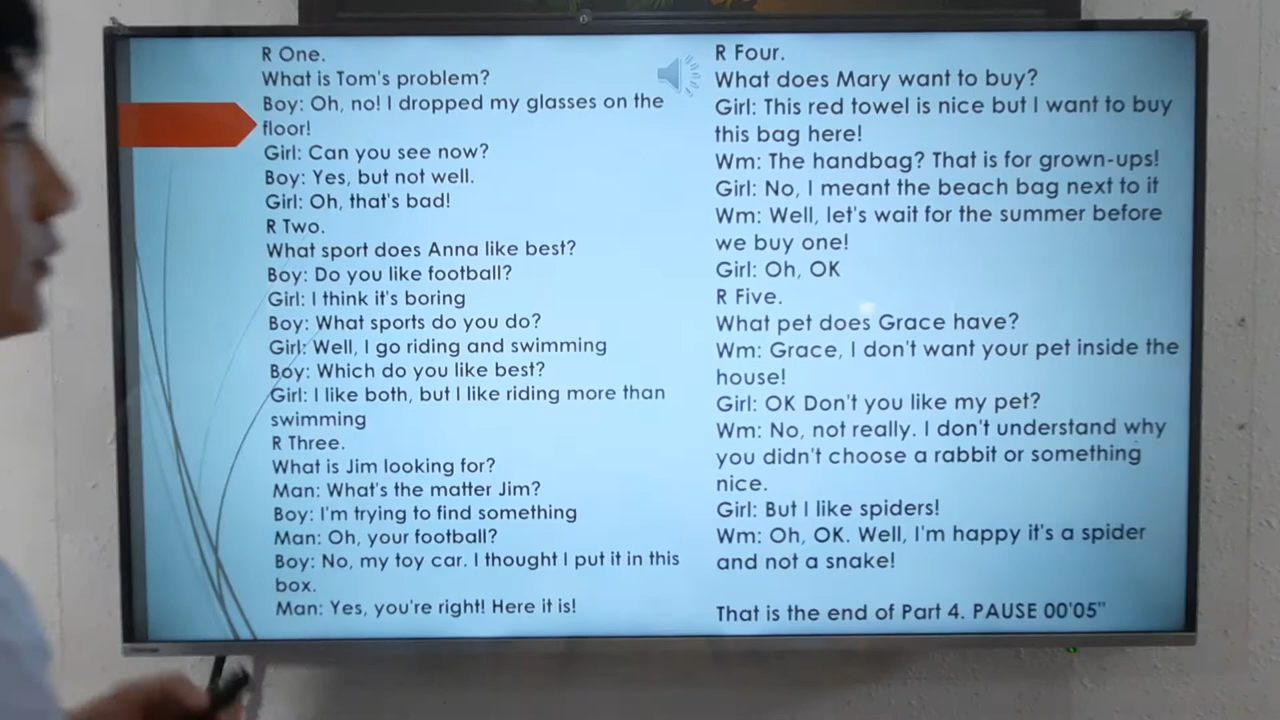 R One.
What is Tom's problem?
Boy: Oh, no! I dropped my glasses on the
floor!
Girl: Can you see now?
Boy: Yes, but not well.
Girl: Oh, that's bad!
R Two.
What sport does Anna like best?
Boy: Do you like football?
Girl: I think it's boring
Boy: What sports do you do?
Girl: Well, I go riding and swimming
Boy: Which do you like best?
Girl: I like both, but I like riding more than
swimming
R Three.
What is Jim looking for?
Man: What's the matter Jim?
Boy: I'm trying to find something
Man: Oh, your football?
Boy: No, my toy car. I thought I put it in this
box.
Man: Yes, you're right! Here it is!
R Four.
What does Mary want to buy?
Girl: This red towel is nice but I want to buy
this bag here!
Wm: The handbag? That is for grown-ups!
Girl: No, I meant the beach bag next to it
Wm: Well, let's wait for the summer before
we buy one!
Girl: Oh, OK
R Five.
What pet does Grace have?
Wm: Grace, I don't want your pet inside the
house!
Girl: OK Don't you like my pet?
Wm: No, not really. I don't understand why
you didn't choose a rabbit or something
nice.
Girl: But I like spiders!
Wm: Oh, OK. Well, I'm happy it's a spider
and not a snake!
That is the end of Part 4. PAUSE 00'05"